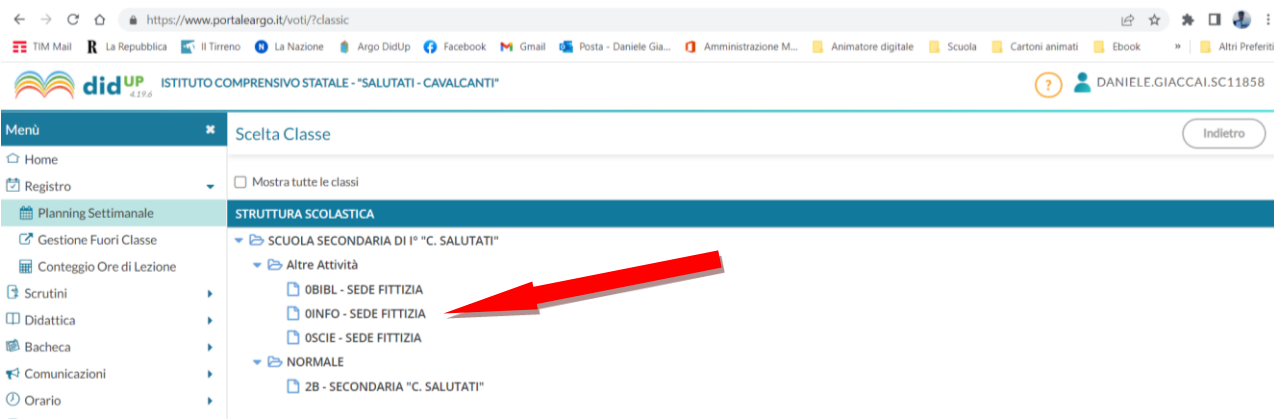 https://www.portaleargo.it/voti/?classic
TIM Mail La Repubblica Il Tirreno La Nazione Argo DidUp Facebook Gmail Posta - Daniele Gia... Amministrazione M... Animatore digitale Scuola Cartoni animati Ebook » Altri Preferiti
didUP 4.19.6 ISTITUTO COMPRENSIVO STATALE - "SALUTATI - CAVALCANTI" ? DANIELE.GIACCAI.SC11858
Menù
Scelta Classe
Indietro
Home
Registro
Planning Settimanale
Gestione Fuori Classe
Conteggio Ore di Lezione
Scrutini
Didattica
Bacheca
Comunicazioni
Orario
Mostra tutte le classi
STRUTTURA SCOLASTICA
SCUOLA SECONDARIA DI I° "C. SALUTATI"
Altre Attività
0BIBL - SEDE FITTIZIA
0INFO - SEDE FITTIZIA
0SCIE - SEDE FITTIZIA
NORMALE
2B - SECONDARIA "C. SALUTATI"